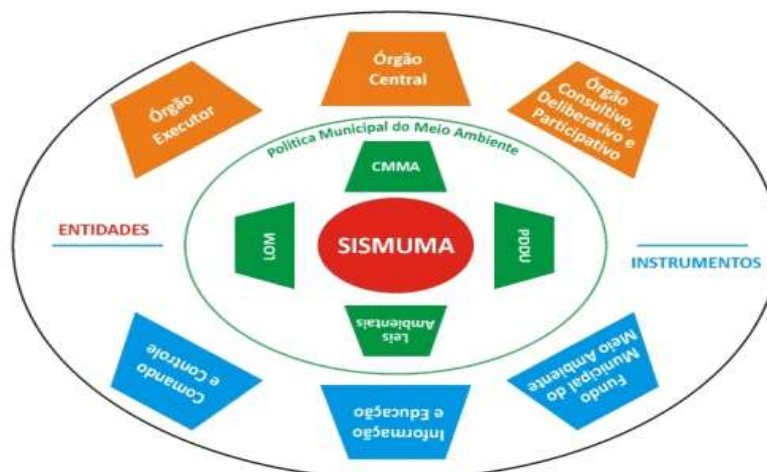 Órgão
Executor
Órgão
Central
Órgão
Consultivo,
Deliberativo e
Participativo
Política Municipal do Meio Ambiente
CMMA
ENTIDADES
LOM
SISMUMA
PDDU
INSTRUMENTOS
Leis
Ambientais
Comando
e Controle
Informação
e Educação
Fundo
Municipal do
Meio Ambiente